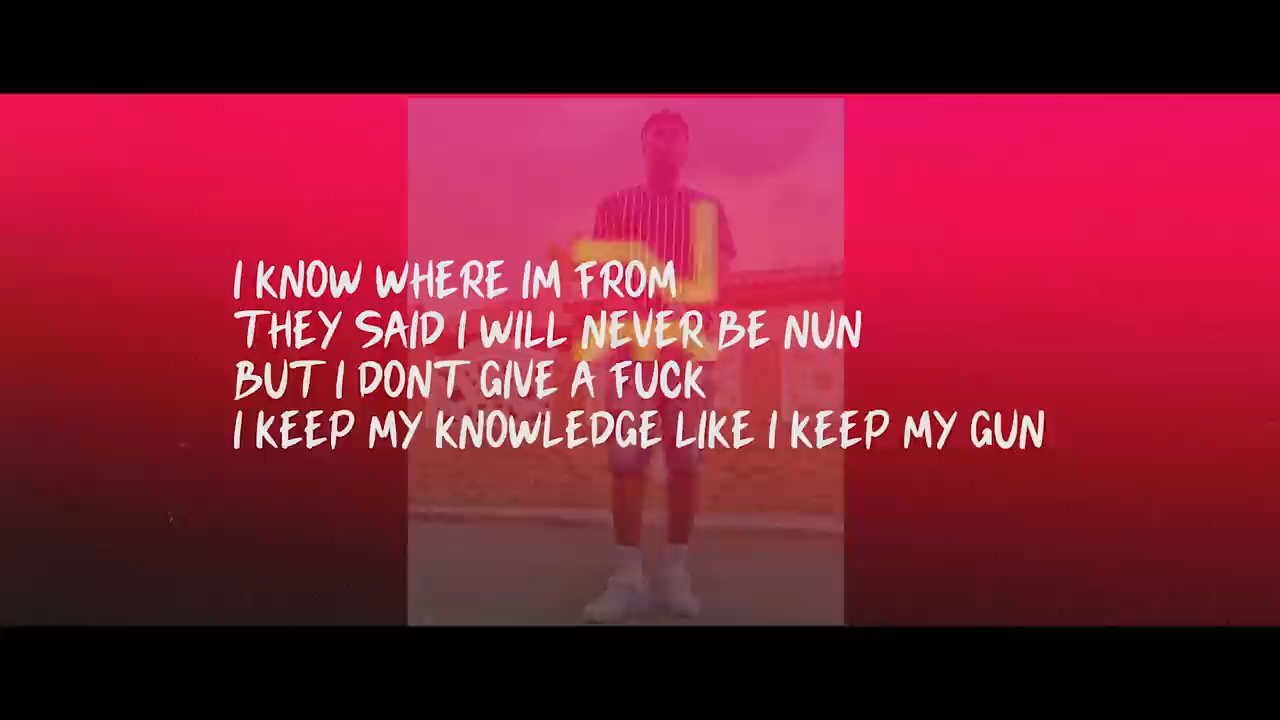 I KNOW WHERE IM FROM
THEY SAID I WILL NEVER BE NUN
BUT I DONT GIVE A FUCK
I KEEP MY KNOWLEDGE LIKE I KEEP MY GUN